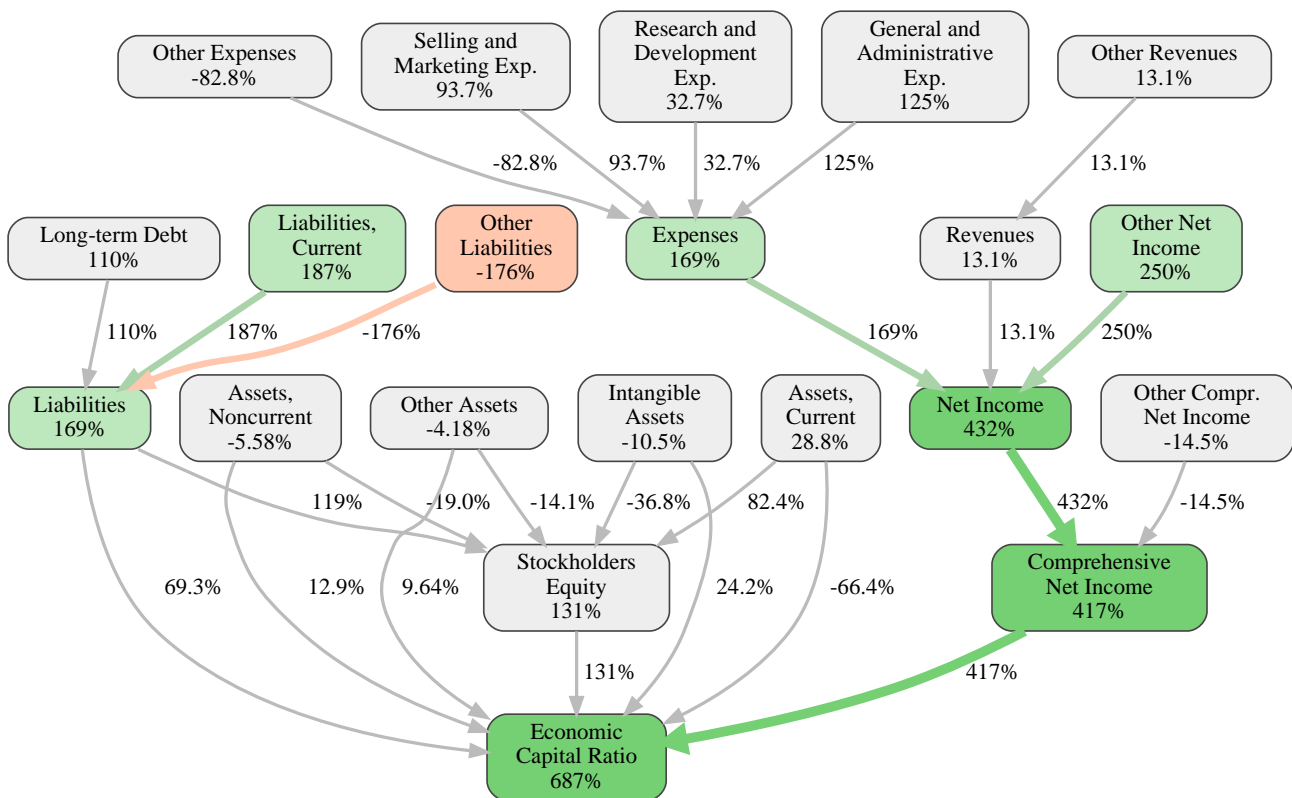 Other Expenses
-82.8%
Selling and
Marketing Exp.
93.7%
Research and
Development
Exp.
32.7%
General and
Administrative
Exp.
125%
Other Revenues
13.1%
-82.8%
93.7%
32.7%
125%
13.1%
Long-term Debt
110%
Liabilities,
Current
187%
Other
Liabilities
-176%
Expenses
169%
Revenues
13.1%
Other Net
Income
250%
110%
187%
-176%
169%
13.1%
250%
Liabilities
169%
Assets,
Noncurrent
-5.58%
Other Assets
-4.18%
Intangible
Assets
-10.5%
Assets,
Current
28.8%
Net Income
432%
Other Compr.
Net Income
-14.5%
119%
-19.0%
-14.1%
-36.8%
82.4%
432%
-14.5%
69.3%
12.9%
9.64%
Stockholders
Equity
131%
24.2%
-66.4%
Comprehensive
Net Income
417%
131%
417%
Economic
Capital Ratio
687%